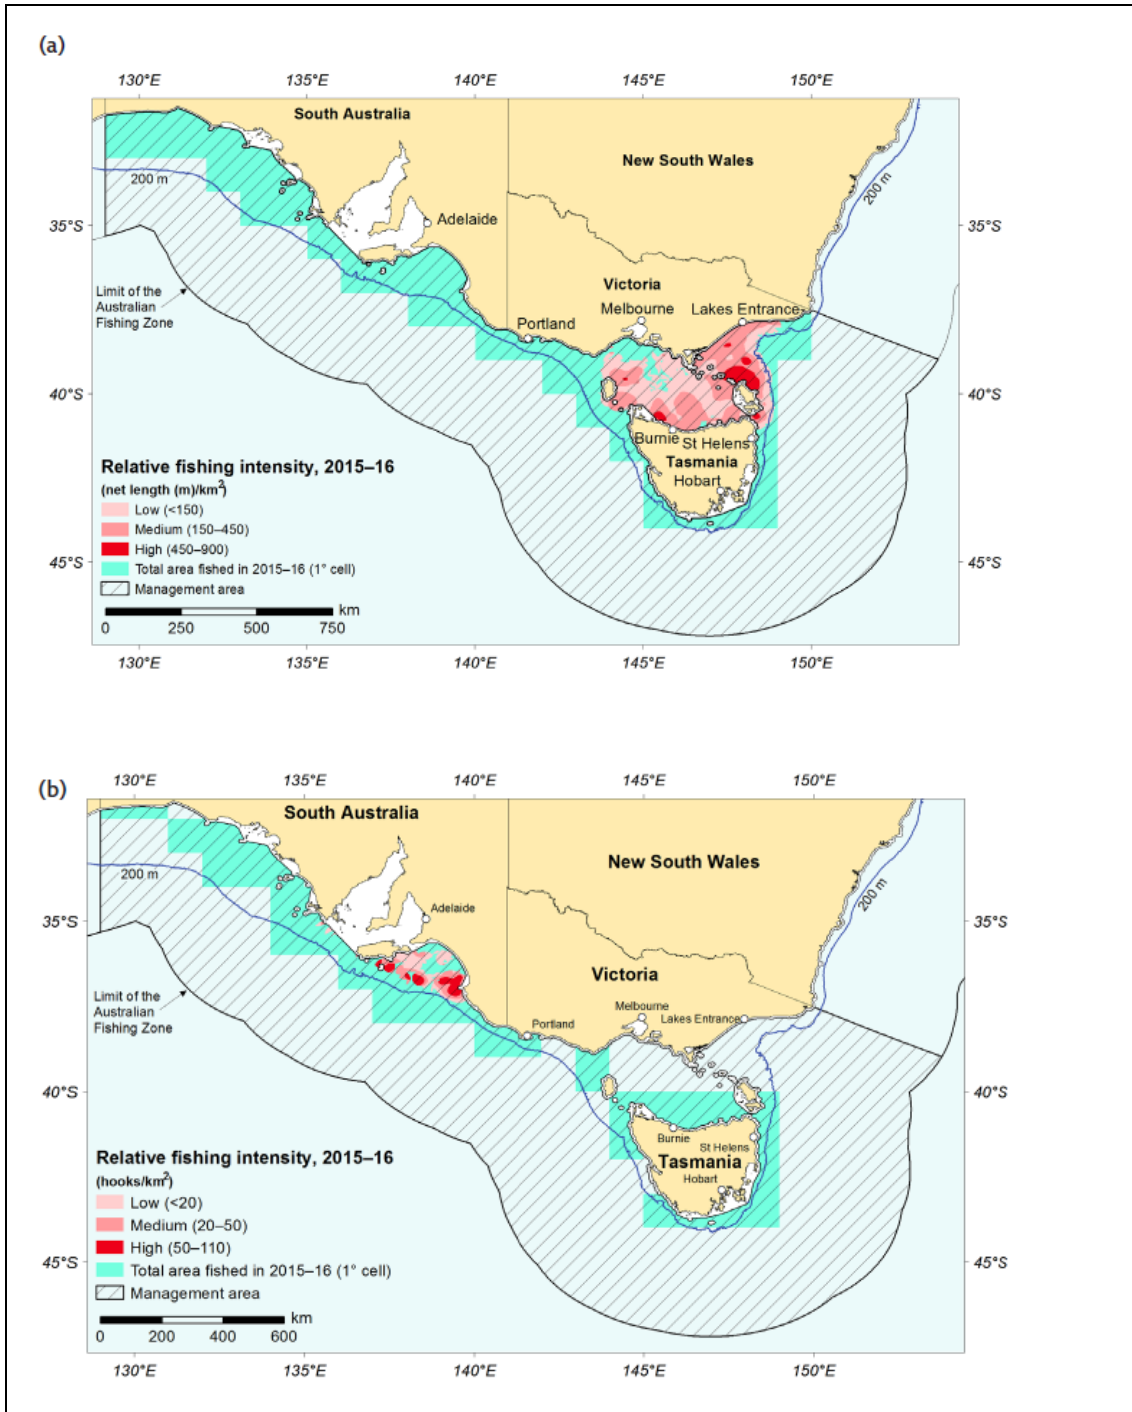 (a)
130°E 135°E 140°E 145°E 150°E
South Australia
New South Wales
200 m
200 m
35°S Adelaide 35°S
Limit of the
Australian
Fishing Zone
Victoria
Melbourne Lakes Entrance
Portland
40°S 40°S
Burnie St Helens
Tasmania
Hobart
Relative fishing intensity, 2015–16
(net length (m)/km²)
Low (<150)
Medium (150–450)
High (450–900)
45°S 45°S
Total area fished in 2015–16 (1° cell)
Management area
km
0 250 500 750
130°E 135°E 140°E 145°E 150°E
(b)
130°E 135°E 140°E 145°E 150°E
South Australia
New South Wales
200 m
200 m
Adelaide
35°S 35°S
Victoria
Limit of the
Australian
Fishing Zone
Melbourne
Lakes Entrance
Portland
40°S 40°S
Burnie
St Helens
Tasmania
Hobart
Relative fishing intensity, 2015–16
(hooks/km²)
Low (<20)
Medium (20–50)
High (50–110)
45°S 45°S
Total area fished in 2015–16 (1° cell)
Management area
km
0 200 400 600
130°E 135°E 140°E 145°E 150°E